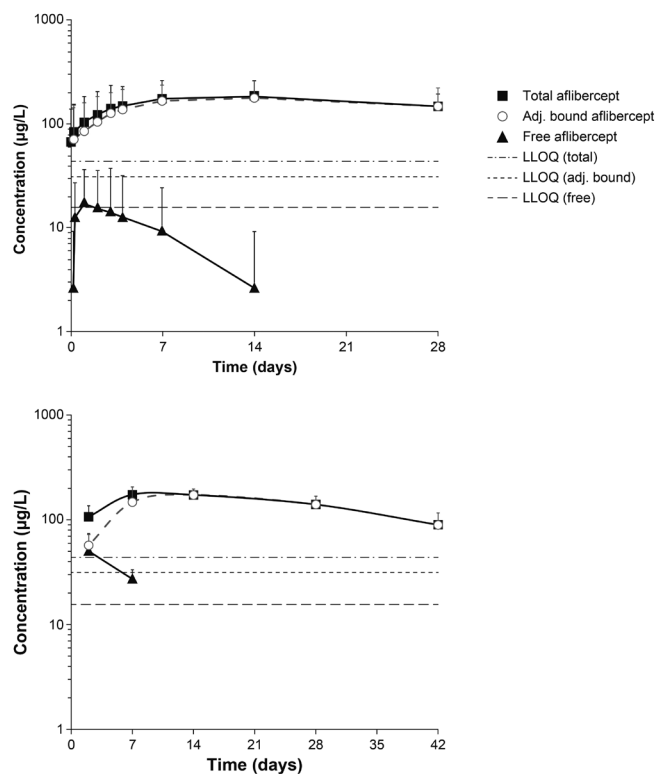 1000
100
10
1
Concentration (µg/L)
0
7
14
21
28
Time (days)
Total aflibercept
Adj. bound aflibercept
Free aflibercept
LLOQ (total)
LLOQ (adj. bound)
LLOQ (free)
1000
100
10
1
Concentration (µg/L)
0
7
14
21
28
35
42
Time (days)